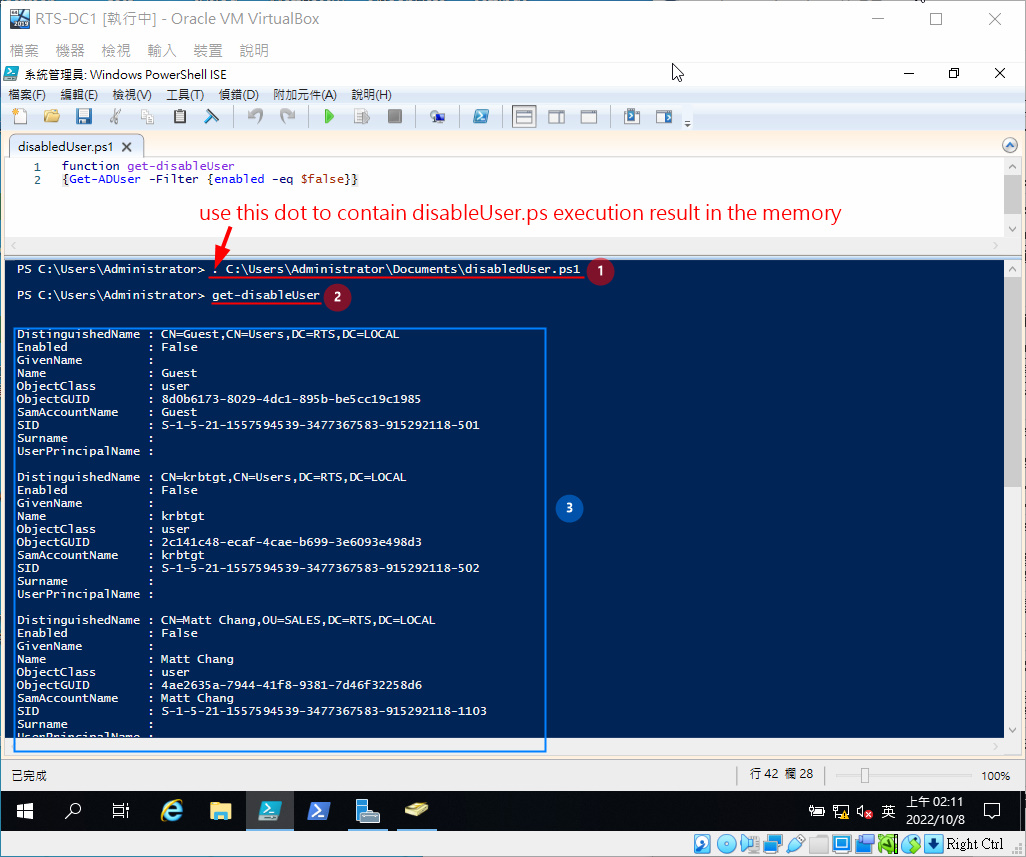 RTS-DC1 [執行中] - Oracle VM VirtualBox
檔案 機器 檢視 輸入 裝置 說明
系統管理員: Windows PowerShell ISE
檔案(F) 編輯(E) 檢視(V) 工具(T) 偵錯(D) 附加元件(A) 說明(H)
disabledUser.ps1
1 function get-disableUser
2 {Get-ADUser -Filter {enabled -eq $false}}
use this dot to contain disableUser.ps execution result in the memory
PS C:\Users\Administrator> . C:\Users\Administrator\Documents\disabledUser.ps1 1
PS C:\Users\Administrator> get-disableUser 2
DistinguishedName : CN=Guest,CN=Users,DC=RTS,DC=LOCAL
Enabled : False
GivenName :
Name : Guest
ObjectClass : user
ObjectGUID : 8d0b6173-8029-4dc1-895b-be5cc19c1985
SamAccountName : Guest
SID : S-1-5-21-1557594539-3477367583-915292118-501
Surname :
UserPrincipalName :
DistinguishedName : CN=krbtgt,CN=Users,DC=RTS,DC=LOCAL
Enabled : False
GivenName :
Name : krbtgt
3
ObjectClass : user
ObjectGUID : 2c141c48-ecaf-4cae-b699-3e6093e498d3
SamAccountName : krbtgt
SID : S-1-5-21-1557594539-3477367583-915292118-502
Surname :
UserPrincipalName :
DistinguishedName : CN=Matt Chang,OU=SALES,DC=RTS,DC=LOCAL
Enabled : False
GivenName :
Name : Matt Chang
ObjectClass : user
ObjectGUID : 4ae2635a-7944-41f8-9381-7d46f32258d6
SamAccountName : Matt Chang
SID : S-1-5-21-1557594539-3477367583-915292118-1103
Surname :
UserPrincipalName :
已完成 行 42 欄 28 100%
英 上午 02:11
2022/10/8
Right Ctrl